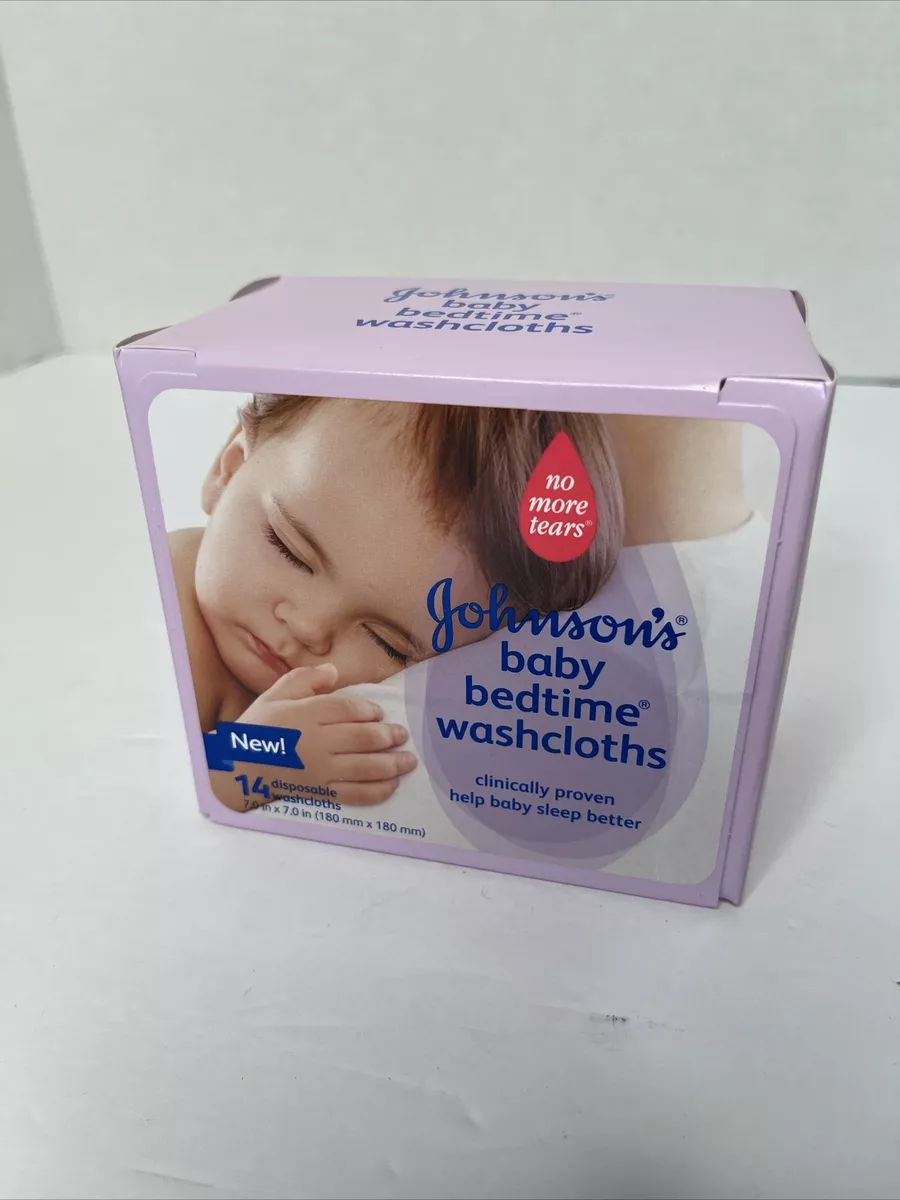 Johnson's
baby
bedtime®
washcloths
no
more
tears®
Johnson's®
baby
bedtime®
washcloths
clinically proven
help baby sleep better
New!
14 disposable
washcloths
7.0 in x 7.0 in (180 mm x 180 mm)